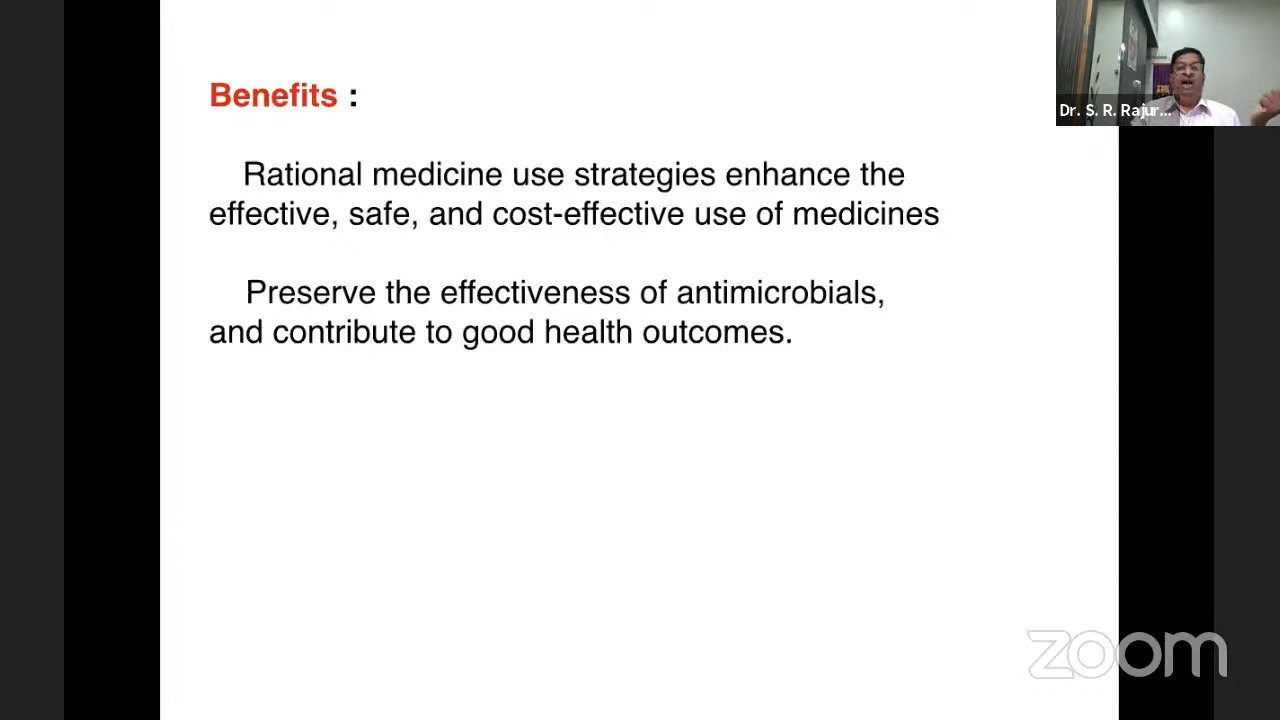 Dr. S. R. Rajur...
Benefits :
Rational medicine use strategies enhance the
effective, safe, and cost-effective use of medicines
Preserve the effectiveness of antimicrobials,
and contribute to good health outcomes.
zoom